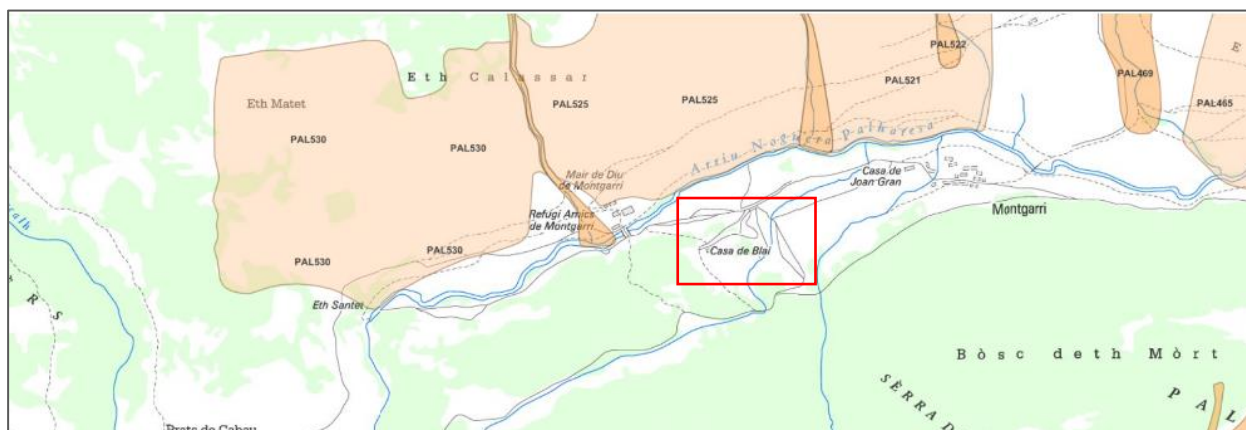 PAL522
Eth Calassar
PAL521
PAL469
PAL525
PAL525
PAL465
Eth Matet
PAL530
PAL530
Arriu Noguera Palharesa
Casa de
Joan Gran
Mair de Diu
de Montgarri
Refugi Amics
de Montgarri
Montgarri
PAL530
PAL530
Casa de Blai
Eth Santet
Bòsc deth Mòrt